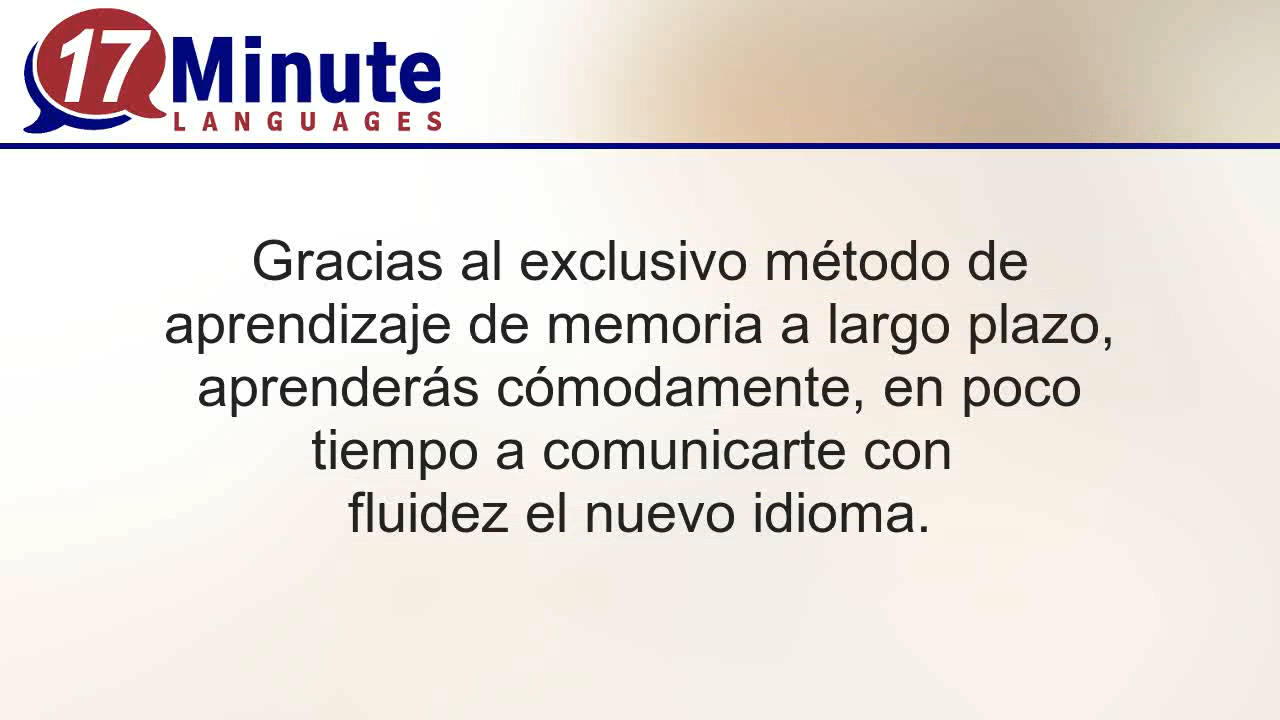 17 Minute
LANGUAGES
Gracias al exclusivo método de
aprendizaje de memoria a largo plazo,
aprenderás cómodamente, en poco
tiempo a comunicarte con
fluidez el nuevo idioma.